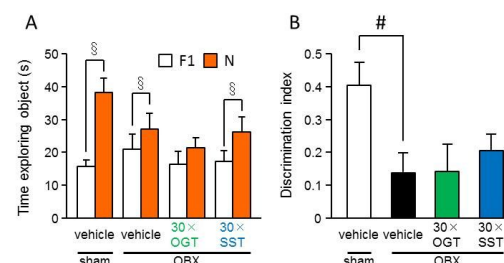 A
Time exploring object (s)
50
40
30
20
10
0
§
§
§
F1
N
vehicle
vehicle
30×
OGT
30×
SST
sham
OBX
B
Discrimination index
0.5
0.4
0.3
0.2
0.1
0
#
vehicle
vehicle
30×
OGT
30×
SST
sham
OBX